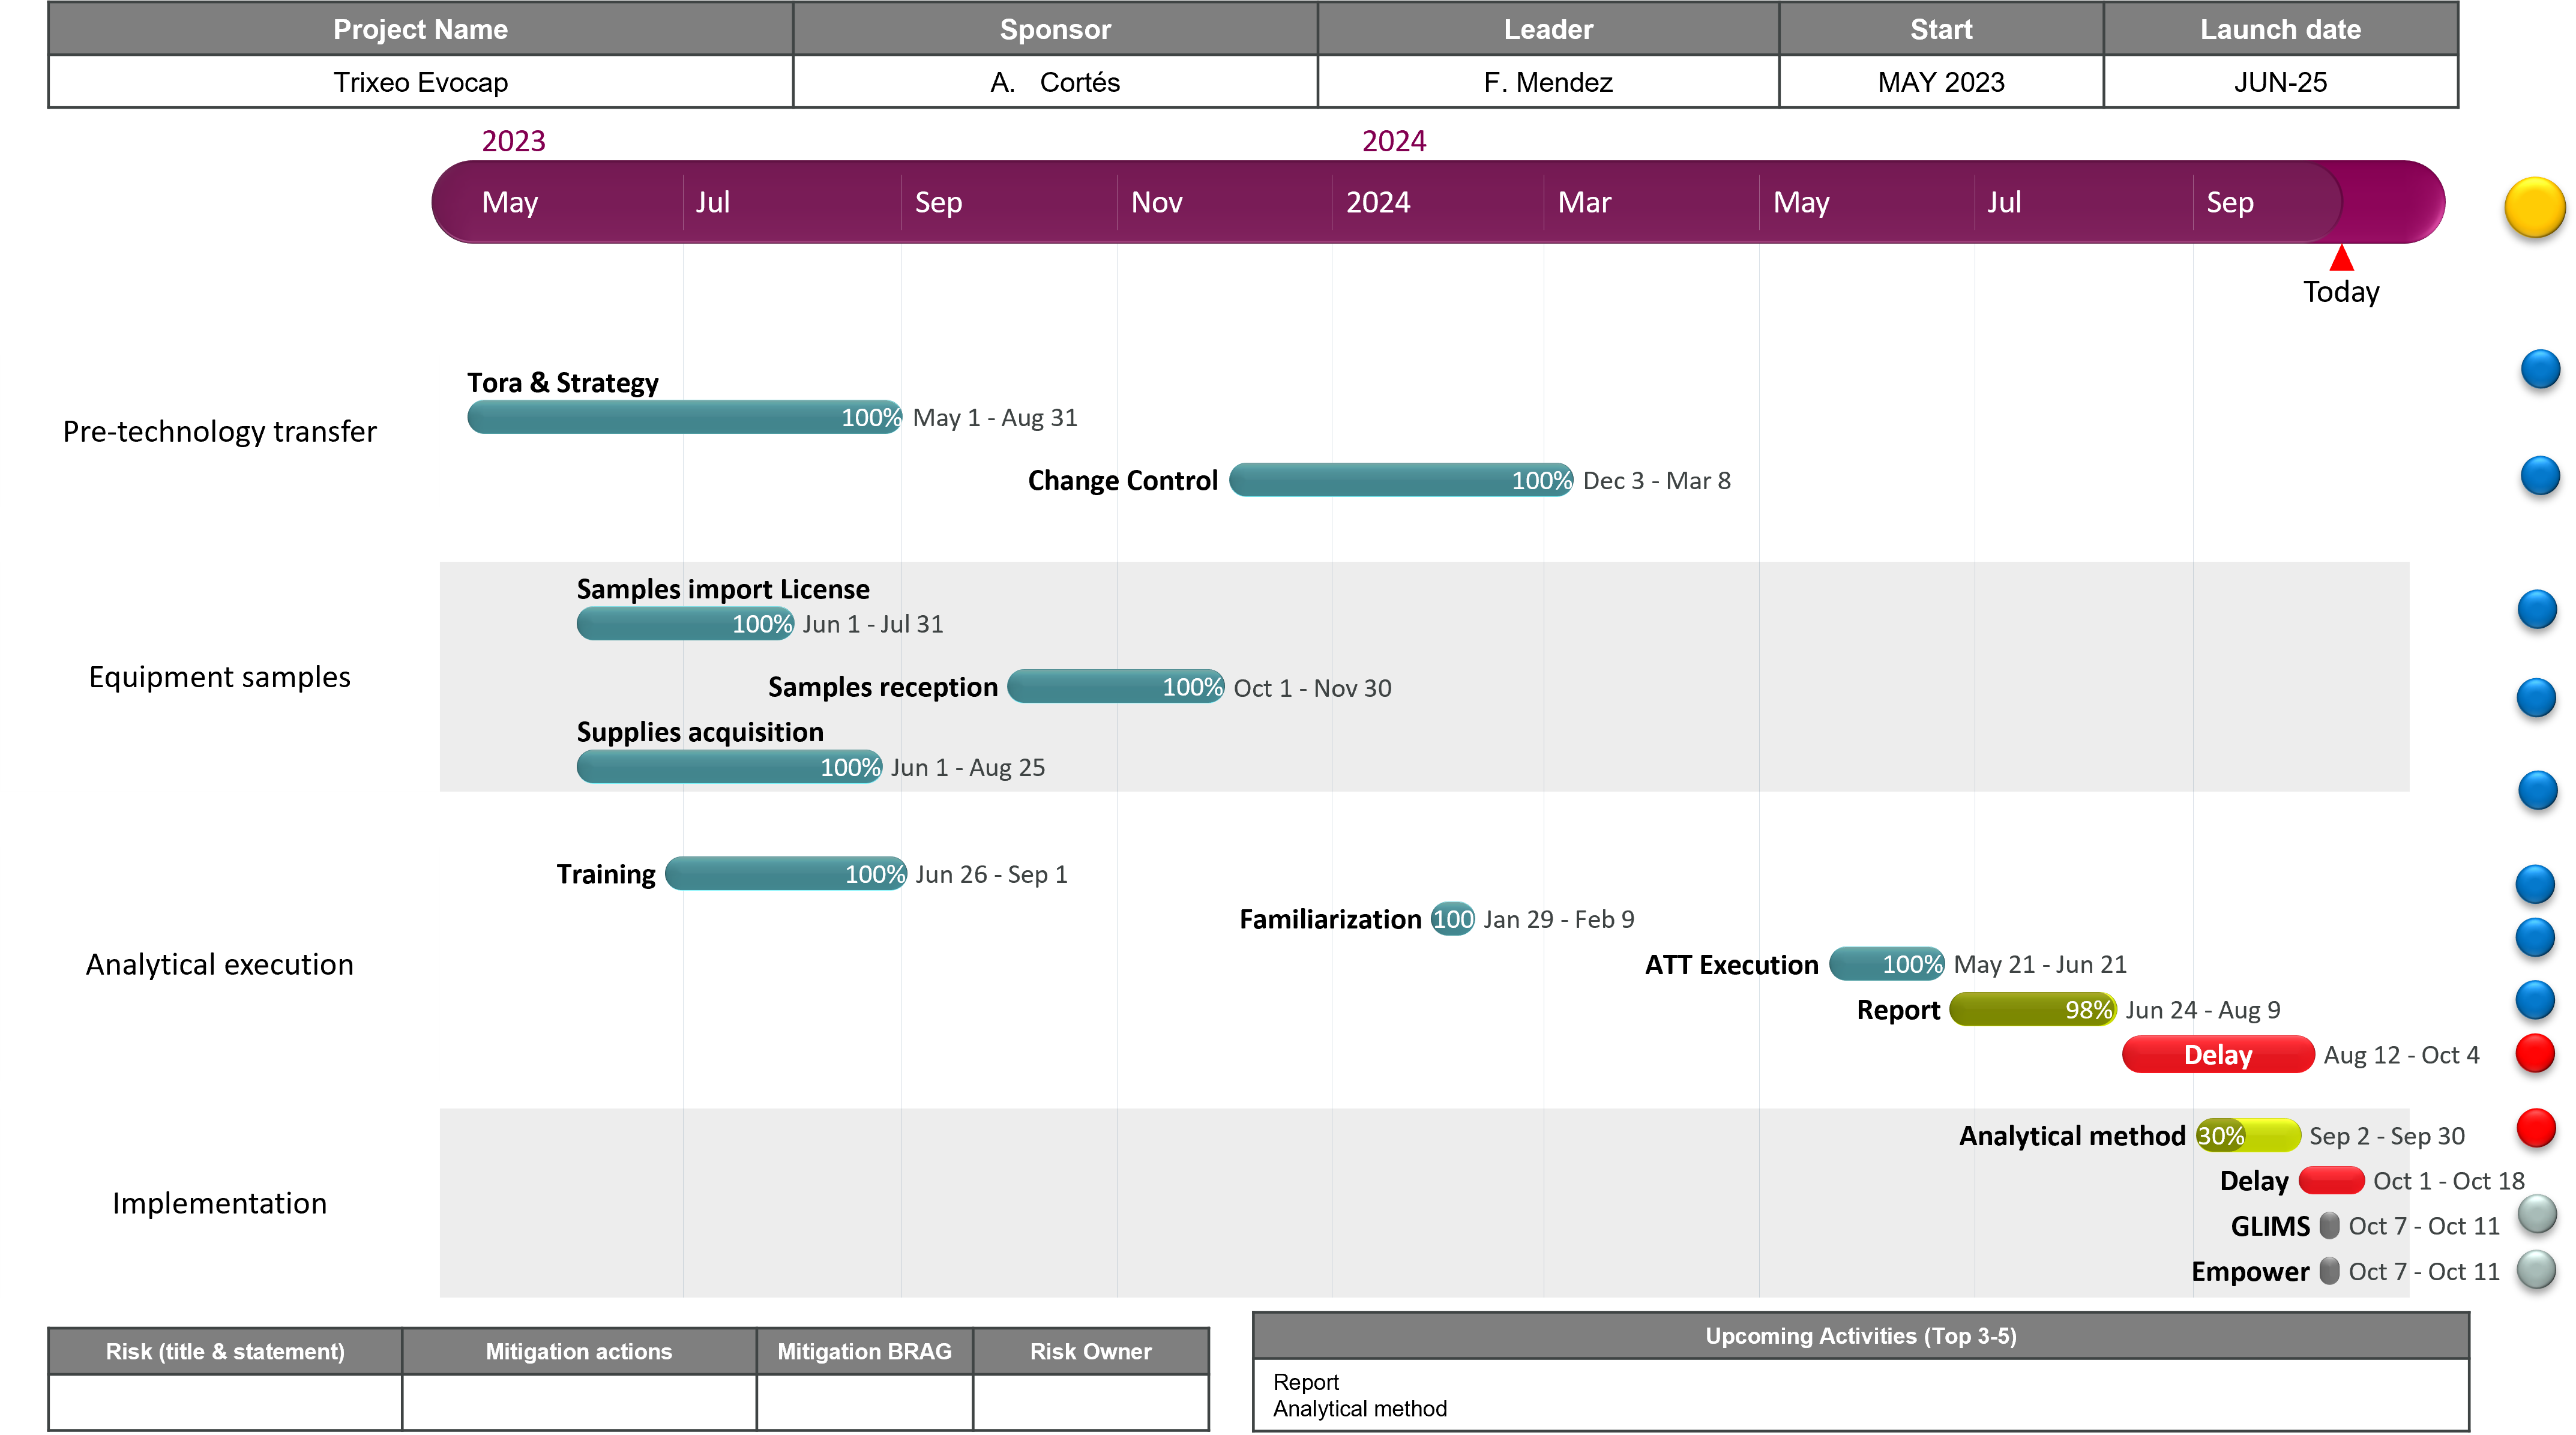 Project Name Sponsor Leader Start Launch date
Trixeo Evocap A. Cortés F. Mendez MAY 2023 JUN-25
2023 2024
May Jul Sep Nov 2024 Mar May Jul Sep
Today
Pre-technology transfer
Tora & Strategy
100% May 1 - Aug 31
Change Control 100% Dec 3 - Mar 8
Equipment samples
Samples import License
100% Jun 1 - Jul 31
Samples reception 100% Oct 1 - Nov 30
Supplies acquisition
100% Jun 1 - Aug 25
Analytical execution
Training 100% Jun 26 - Sep 1
Familiarization 100 Jan 29 - Feb 9
ATT Execution 100% May 21 - Jun 21
Report 98% Jun 24 - Aug 9
Delay Aug 12 - Oct 4
Implementation
Analytical method 30% Sep 2 - Sep 30
Delay Oct 1 - Oct 18
GLIMS Oct 7 - Oct 11
Empower Oct 7 - Oct 11
Risk (title & statement) Mitigation actions Mitigation BRAG Risk Owner
Upcoming Activities (Top 3-5)
Report
Analytical method